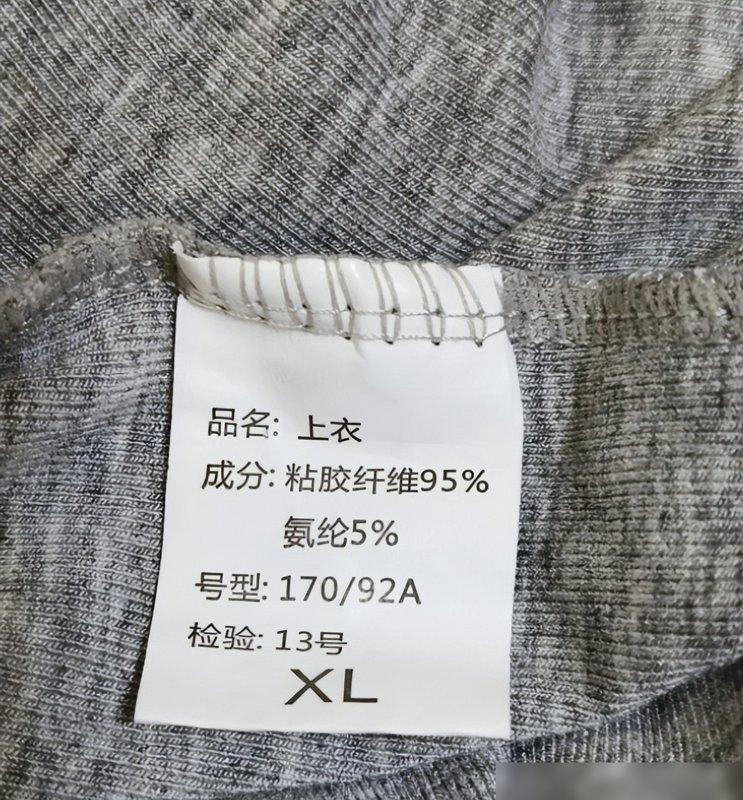 品名: 上衣
成分: 粘胶纤维95%
氨纶5%
号型: 170/92A
检验: 13号
XL